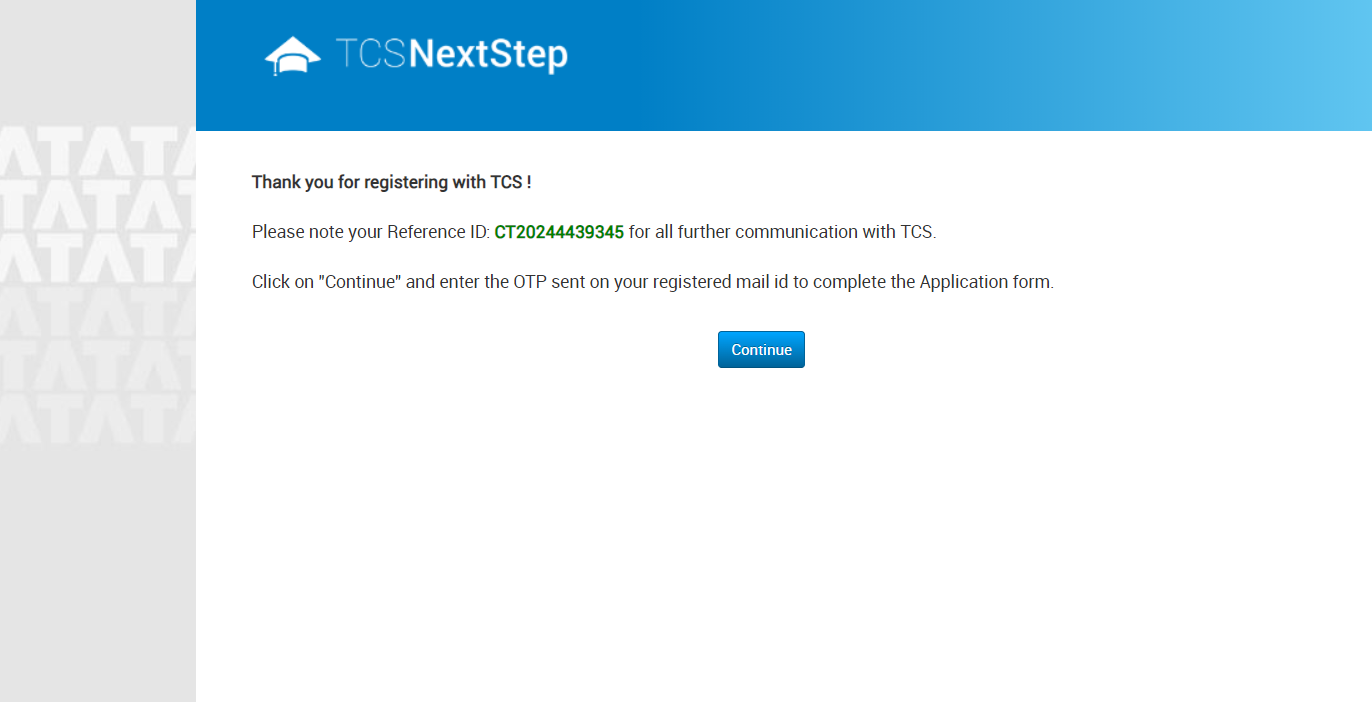 TCSNextStep
Thank you for registering with TCS !
Please note your Reference ID: CT20244439345 for all further communication with TCS.
Click on "Continue" and enter the OTP sent on your registered mail id to complete the Application form.
Continue